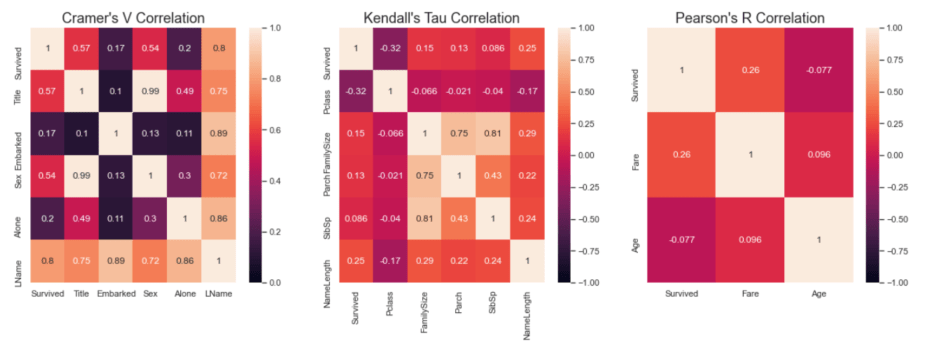 Cramer's V Correlation
Survived 1 0.57 0.17 0.54 0.2 0.8
Title 0.57 1 0.1 0.99 0.49 0.75
Embarked 0.17 0.1 1 0.13 0.11 0.89
Sex 0.54 0.99 0.13 1 0.3 0.72
Alone 0.2 0.49 0.11 0.3 1 0.86
LName 0.8 0.75 0.89 0.72 0.86 1
Survived Title Embarked Sex Alone LName
1.0
0.8
0.6
0.4
0.2
0.0
Kendall's Tau Correlation
Survived 1 -0.32 0.15 0.13 0.086 0.25
Pclass -0.32 1 -0.066 -0.021 -0.04 -0.17
FamilySize 0.15 -0.066 1 0.75 0.81 0.29
Parch 0.13 -0.021 0.75 1 0.43 0.22
SibSp 0.086 -0.04 0.81 0.43 1 0.24
NameLength 0.25 -0.17 0.29 0.22 0.24 1
Survived Pclass FamilySize Parch SibSp NameLength
1.00
0.75
0.50
0.25
0.00
-0.25
-0.50
-0.75
-1.00
Pearson's R Correlation
Survived 1 0.26 -0.077
Fare 0.26 1 0.096
Age -0.077 0.096 1
Survived Fare Age
1.00
0.75
0.50
0.25
0.00
-0.25
-0.50
-0.75
-1.00